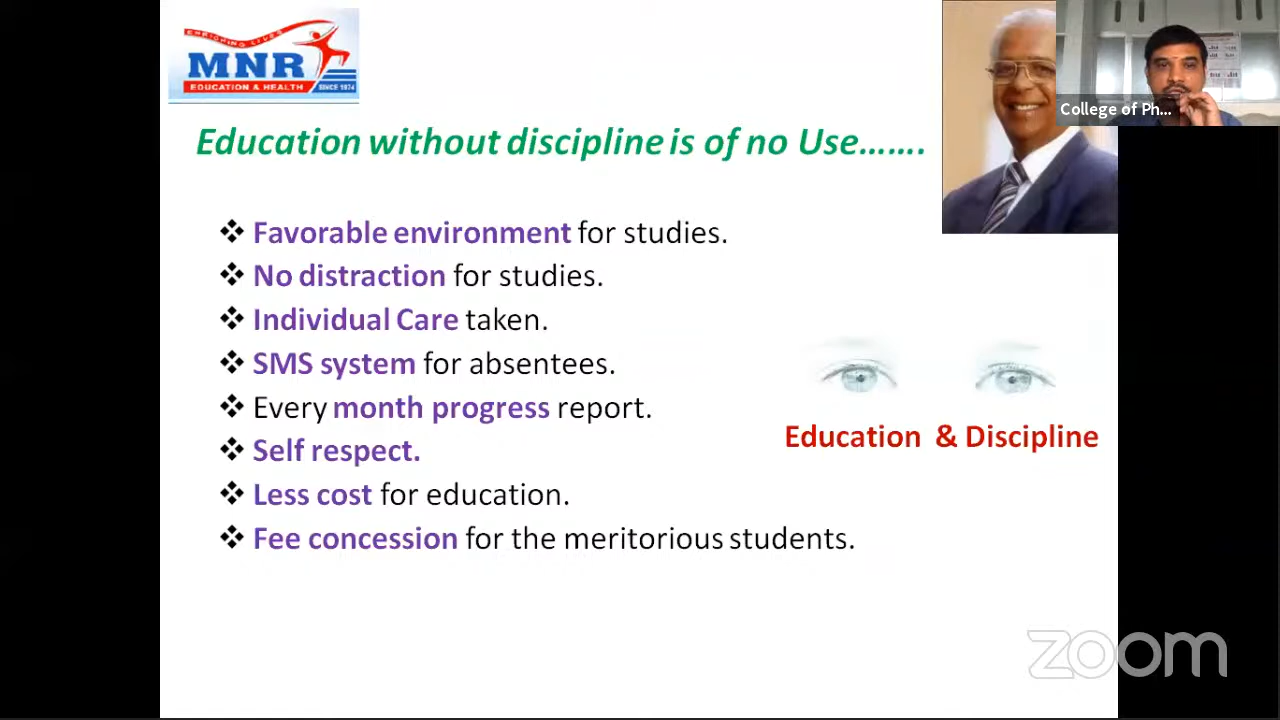 ENRICHING LIVES
MNR
EDUCATION & HEALTH
SINCE 1974
College of Ph...
Education without discipline is of no Use…….
❖ Favorable environment for studies.
❖ No distraction for studies.
❖ Individual Care taken.
❖ SMS system for absentees.
❖ Every month progress report.
❖ Self respect.
❖ Less cost for education.
❖ Fee concession for the meritorious students.
Education & Discipline
zoom